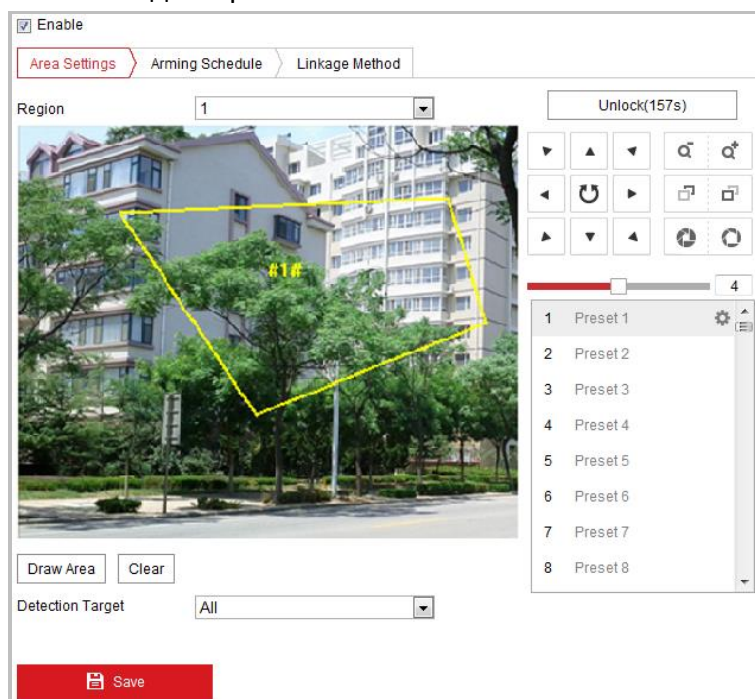 Enable
Area Settings
Arming Schedule
Linkage Method
Region
1
Unlock(157s)
#1#
4
1 Preset 1
2 Preset 2
3 Preset 3
4 Preset 4
5 Preset 5
6 Preset 6
7 Preset 7
8 Preset 8
Draw Area
Clear
Detection Target
All
Save